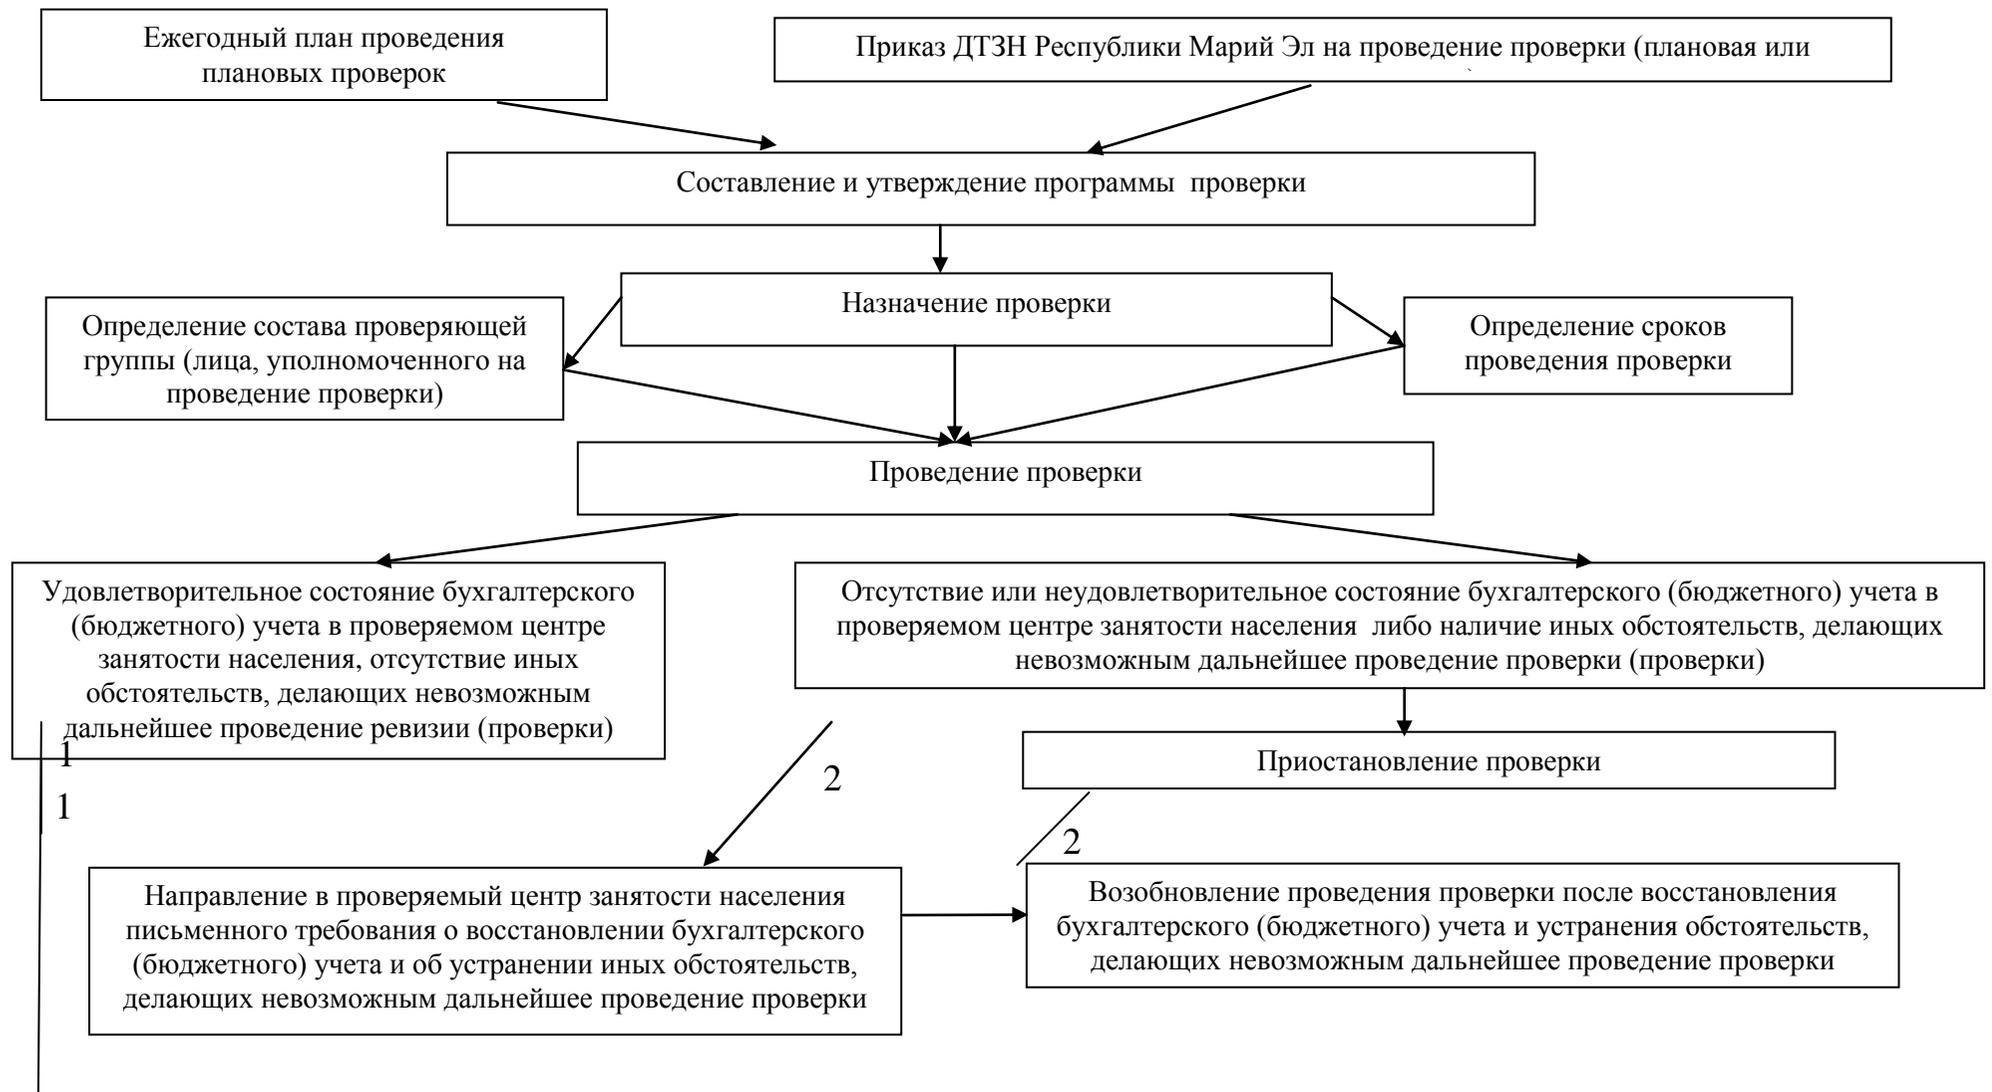 Ежегодный план проведения
плановых проверок
Приказ ДТЗН Республики Марий Эл на проведение проверки (плановая или
Составление и утверждение программы проверки
Назначение проверки
Определение состава проверяющей
группы (лица, уполномоченного на
проведение проверки)
Определение сроков
проведения проверки
Проведение проверки
Удовлетворительное состояние бухгалтерского
(бюджетного) учета в проверяемом центре
занятости населения, отсутствие иных
обстоятельств, делающих невозможным
дальнейшее проведение ревизии (проверки)
Отсутствие или неудовлетворительное состояние бухгалтерского (бюджетного) учета в
проверяемом центре занятости населения либо наличие иных обстоятельств, делающих
невозможным дальнейшее проведение проверки (проверки)
1
1
2
Приостановление проверки
2
Направление в проверяемый центр занятости населения
письменного требования о восстановлении бухгалтерского
(бюджетного) учета и об устранении иных обстоятельств,
делающих невозможным дальнейшее проведение проверки
Возобновление проведения проверки после восстановления
бухгалтерского (бюджетного) учета и устранения обстоятельств,
делающих невозможным дальнейшее проведение проверки